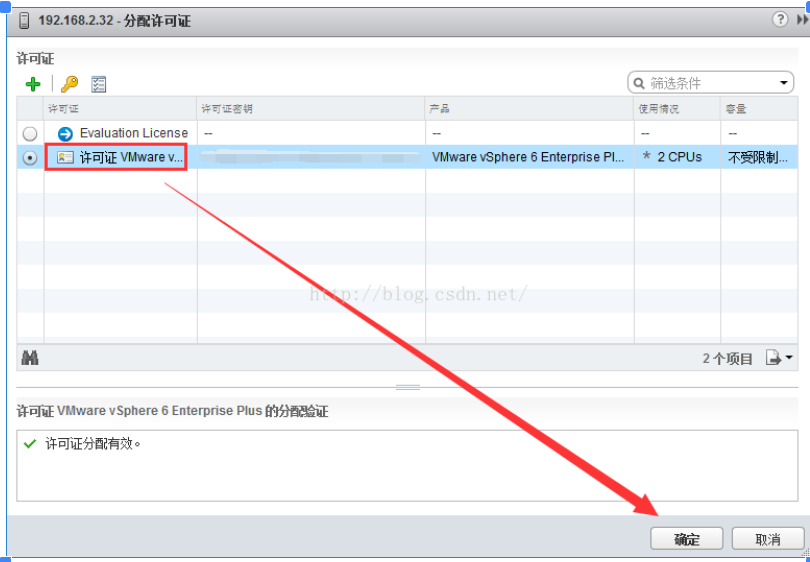 192.168.2.32 - 分配许可证
许可证
筛选条件
许可证 许可证密钥 产品 使用情况 容量
Evaluation License -- -- -- --
许可证 VMware v... VMware vSphere 6 Enterprise Pl... * 2 CPUs 不受限制...
http://blog.csdn.net/
2 个项目
许可证 VMware vSphere 6 Enterprise Plus 的分配验证
许可证分配有效。
确定 取消